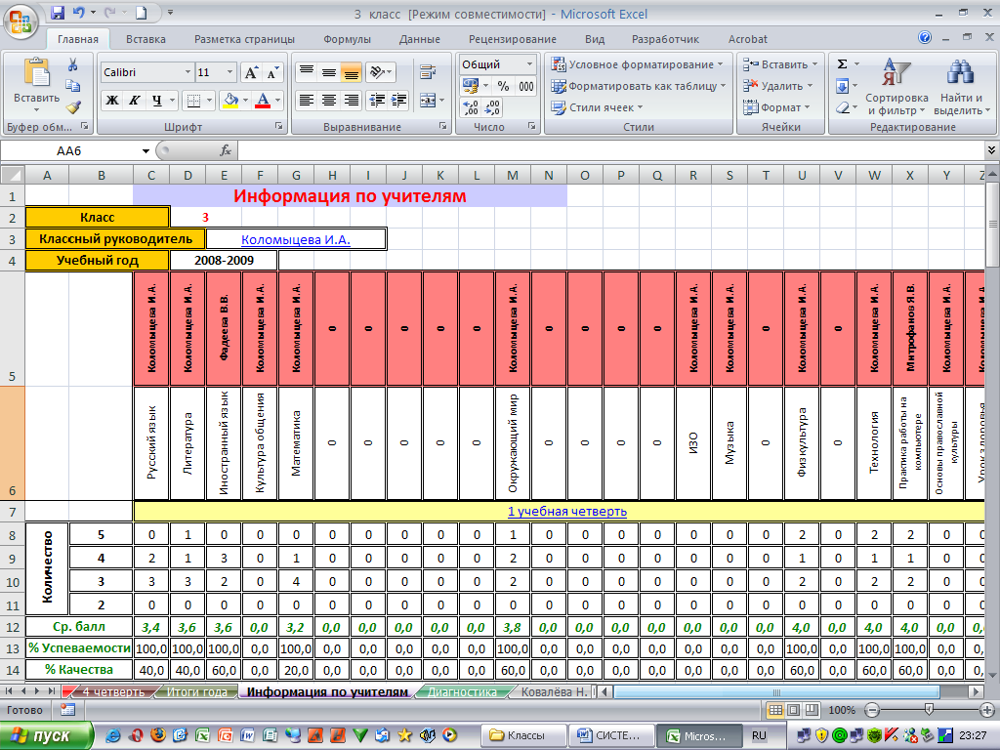 3 класс [Режим совместимости] - Microsoft Excel
Главная Вставка Разметка страницы Формулы Данные Рецензирование Вид Разработчик Acrobat
Вставить
Calibri 11
Ж К Ч
Общий
% 000
Условное форматирование
Форматировать как таблицу
Стили ячеек
Вставить
Удалить
Формат
Σ
Сортировка и фильтр
Найти и выделить
Буфер обм... Шрифт Выравнивание Число Стили Ячейки Редактирование
AA6 fx
A B C D E F G H I J K L M N O P Q R S T U V W X Y Z
1 Информация по учителям
2 Класс 3
3 Классный руководитель Коломыцева И.А.
4 Учебный год 2008-2009
5 Коломыцева И.А. Коломыцева И.А. Фадеева В.В. Коломыцева И.А. Коломыцева И.А. 0 0 0 0 0 Коломыцева И.А. 0 0 0 0 Коломыцева И.А. Коломыцева И.А. 0 Коломыцева И.А. 0 Коломыцева И.А. Митрофанов Я.В. Коломыцева И.А.
6 Русский язык Литература Иностранный язык Культура общения Математика 0 0 0 0 0 Окружающий мир 0 0 0 0 ИЗО Музыка 0 Физкультура 0 Технология Практика работы на компьютере Основы православной культуры
7 1 учебная четверть
Количество
8 5 0 1 0 0 0 0 0 0 0 0 1 0 0 0 0 0 0 0 2 0 2 2 0
9 4 2 1 3 0 1 0 0 0 0 0 2 0 0 0 0 0 0 0 1 0 1 1 0
10 3 3 3 2 0 4 0 0 0 0 0 2 0 0 0 0 0 0 0 2 0 2 2 0
11 2 0 0 0 0 0 0 0 0 0 0 0 0 0 0 0 0 0 0 0 0 0 0 0
12 Ср. балл 3,4 3,6 3,6 0,0 3,2 0,0 0,0 0,0 0,0 0,0 3,8 0,0 0,0 0,0 0,0 0,0 0,0 0,0 4,0 0,0 4,0 4,0 0,0
13 % Успеваемости 100,0 100,0 100,0 0,0 100,0 0,0 0,0 0,0 0,0 0,0 100,0 0,0 0,0 0,0 0,0 0,0 0,0 0,0 100,0 0,0 100,0 100,0 0,0
14 % Качества 40,0 40,0 60,0 0,0 20,0 0,0 0,0 0,0 0,0 0,0 60,0 0,0 0,0 0,0 0,0 0,0 0,0 0,0 60,0 0,0 60,0 60,0 0,0
4 четверть Итоги года Информация по учителям Диагностика Ковалёва Н.
Готово 100%
пуск Классы СИСТЕ... Micros... RU 23:27